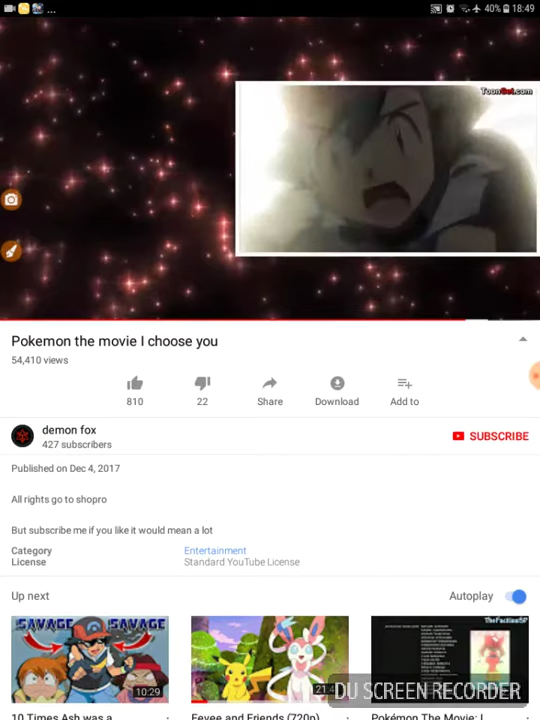 ... 40% 18:49
ToonGet.com
Pokemon the movie I choose you
54,410 views
810 22 Share Download Add to
demon fox
427 subscribers
SUBSCRIBE
Published on Dec 4, 2017
All rights go to shopro
But subscribe me if you like it would mean a lot
Category Entertainment
License Standard YouTube License
Up next Autoplay
SAVAGE SAVAGE
10:29
21:4
TheFactionSP
DU SCREEN RECORDER
10 Times Ash was a
Eevee and Friends (720p)
Pokémon The Movie: I